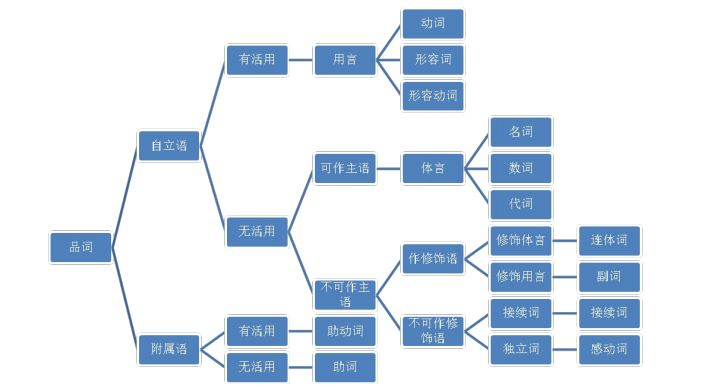 动词
有活用
用言
形容词
形容动词
名词
自立语
可作主语
体言
数词
代词
无活用
修饰体言
连体词
作修饰语
品词
修饰用言
副词
不可作主
语
接续词
接续词
有活用
助动词
不可作修
饰语
附属语
独立词
感动词
无活用
助词